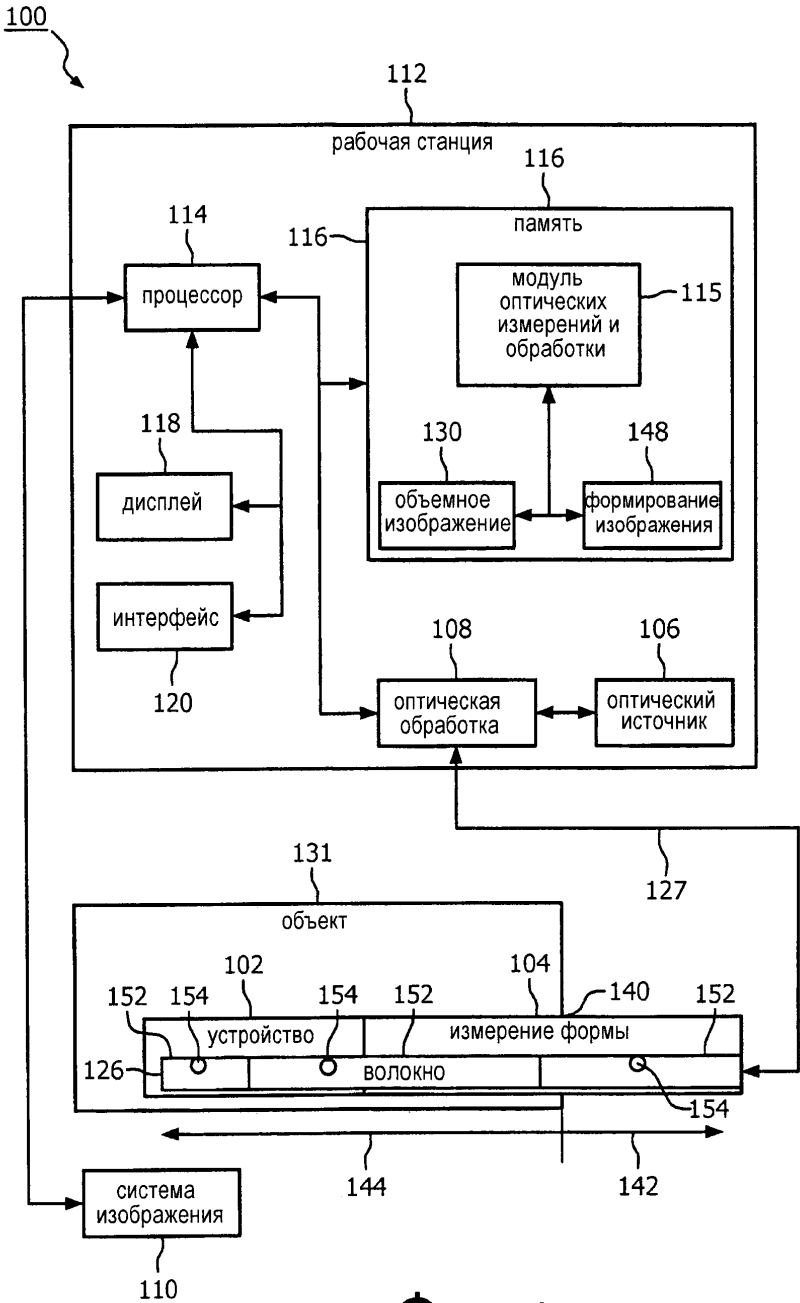 100
112
рабочая станция
116
114
116
память
процессор
модуль
оптических
измерений и
обработки
115
118
130
148
дисплей
объемное
изображение
формирование
изображения
интерфейс
120
108
106
оптическая
обработка
оптический
источник
127
131
объект
102
104
140
152
154
154
152
152
устройство
измерение формы
126
волокно
154
144
142
система
изображения
110